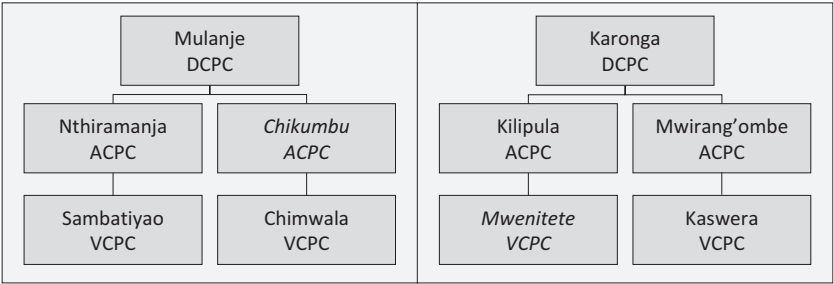 Mulanje
DCPC
Nthiramanja
ACPC
Chikumbu
ACPC
Sambatiyao
VCPC
Chimwala
VCPC
Karonga
DCPC
Kilipula
ACPC
Mwirang’ombe
ACPC
Mwenitete
VCPC
Kaswera
VCPC